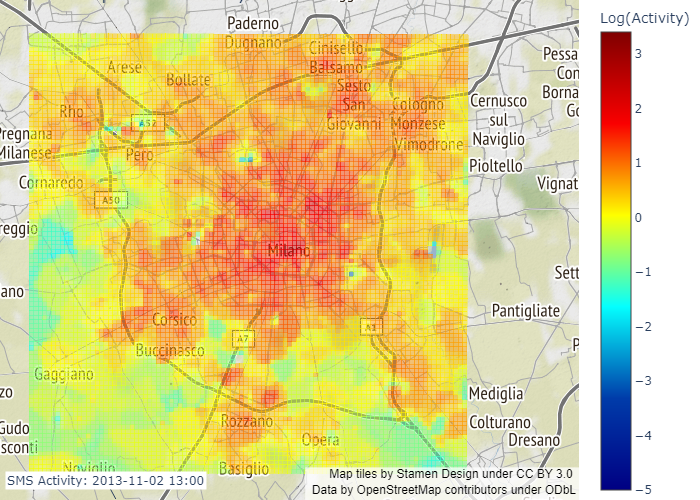 Log(Activity)
Paderno
Dugnano
Cinisello
Balsamo
Arese
Bollate
Sesto
San
Giovanni
Pessa
Con
Borna
Go
Rho
Cologno
Monzese
Cernusco
sul
Naviglio
A52
Pregnana
Milanese
Pero
Vimodrone
Pioltello
Cornaredo
Vignat
A50
reggio
Milano
Sett
ano
Pantigliate
Corsico
A1
A7
P
Buccinasco
Gaggiano
zo
Mediglia
Rozzano
Colturano
Gudo
Opera
Dresano
sconti
Noviglio
Basiglio
SMS Activity: 2013-11-02 13:00
Map tiles by Stamen Design under CC BY 3.0
Data by OpenStreetMap contributors under ODbL
3
2
1
0
−1
−2
−3
−4
−5